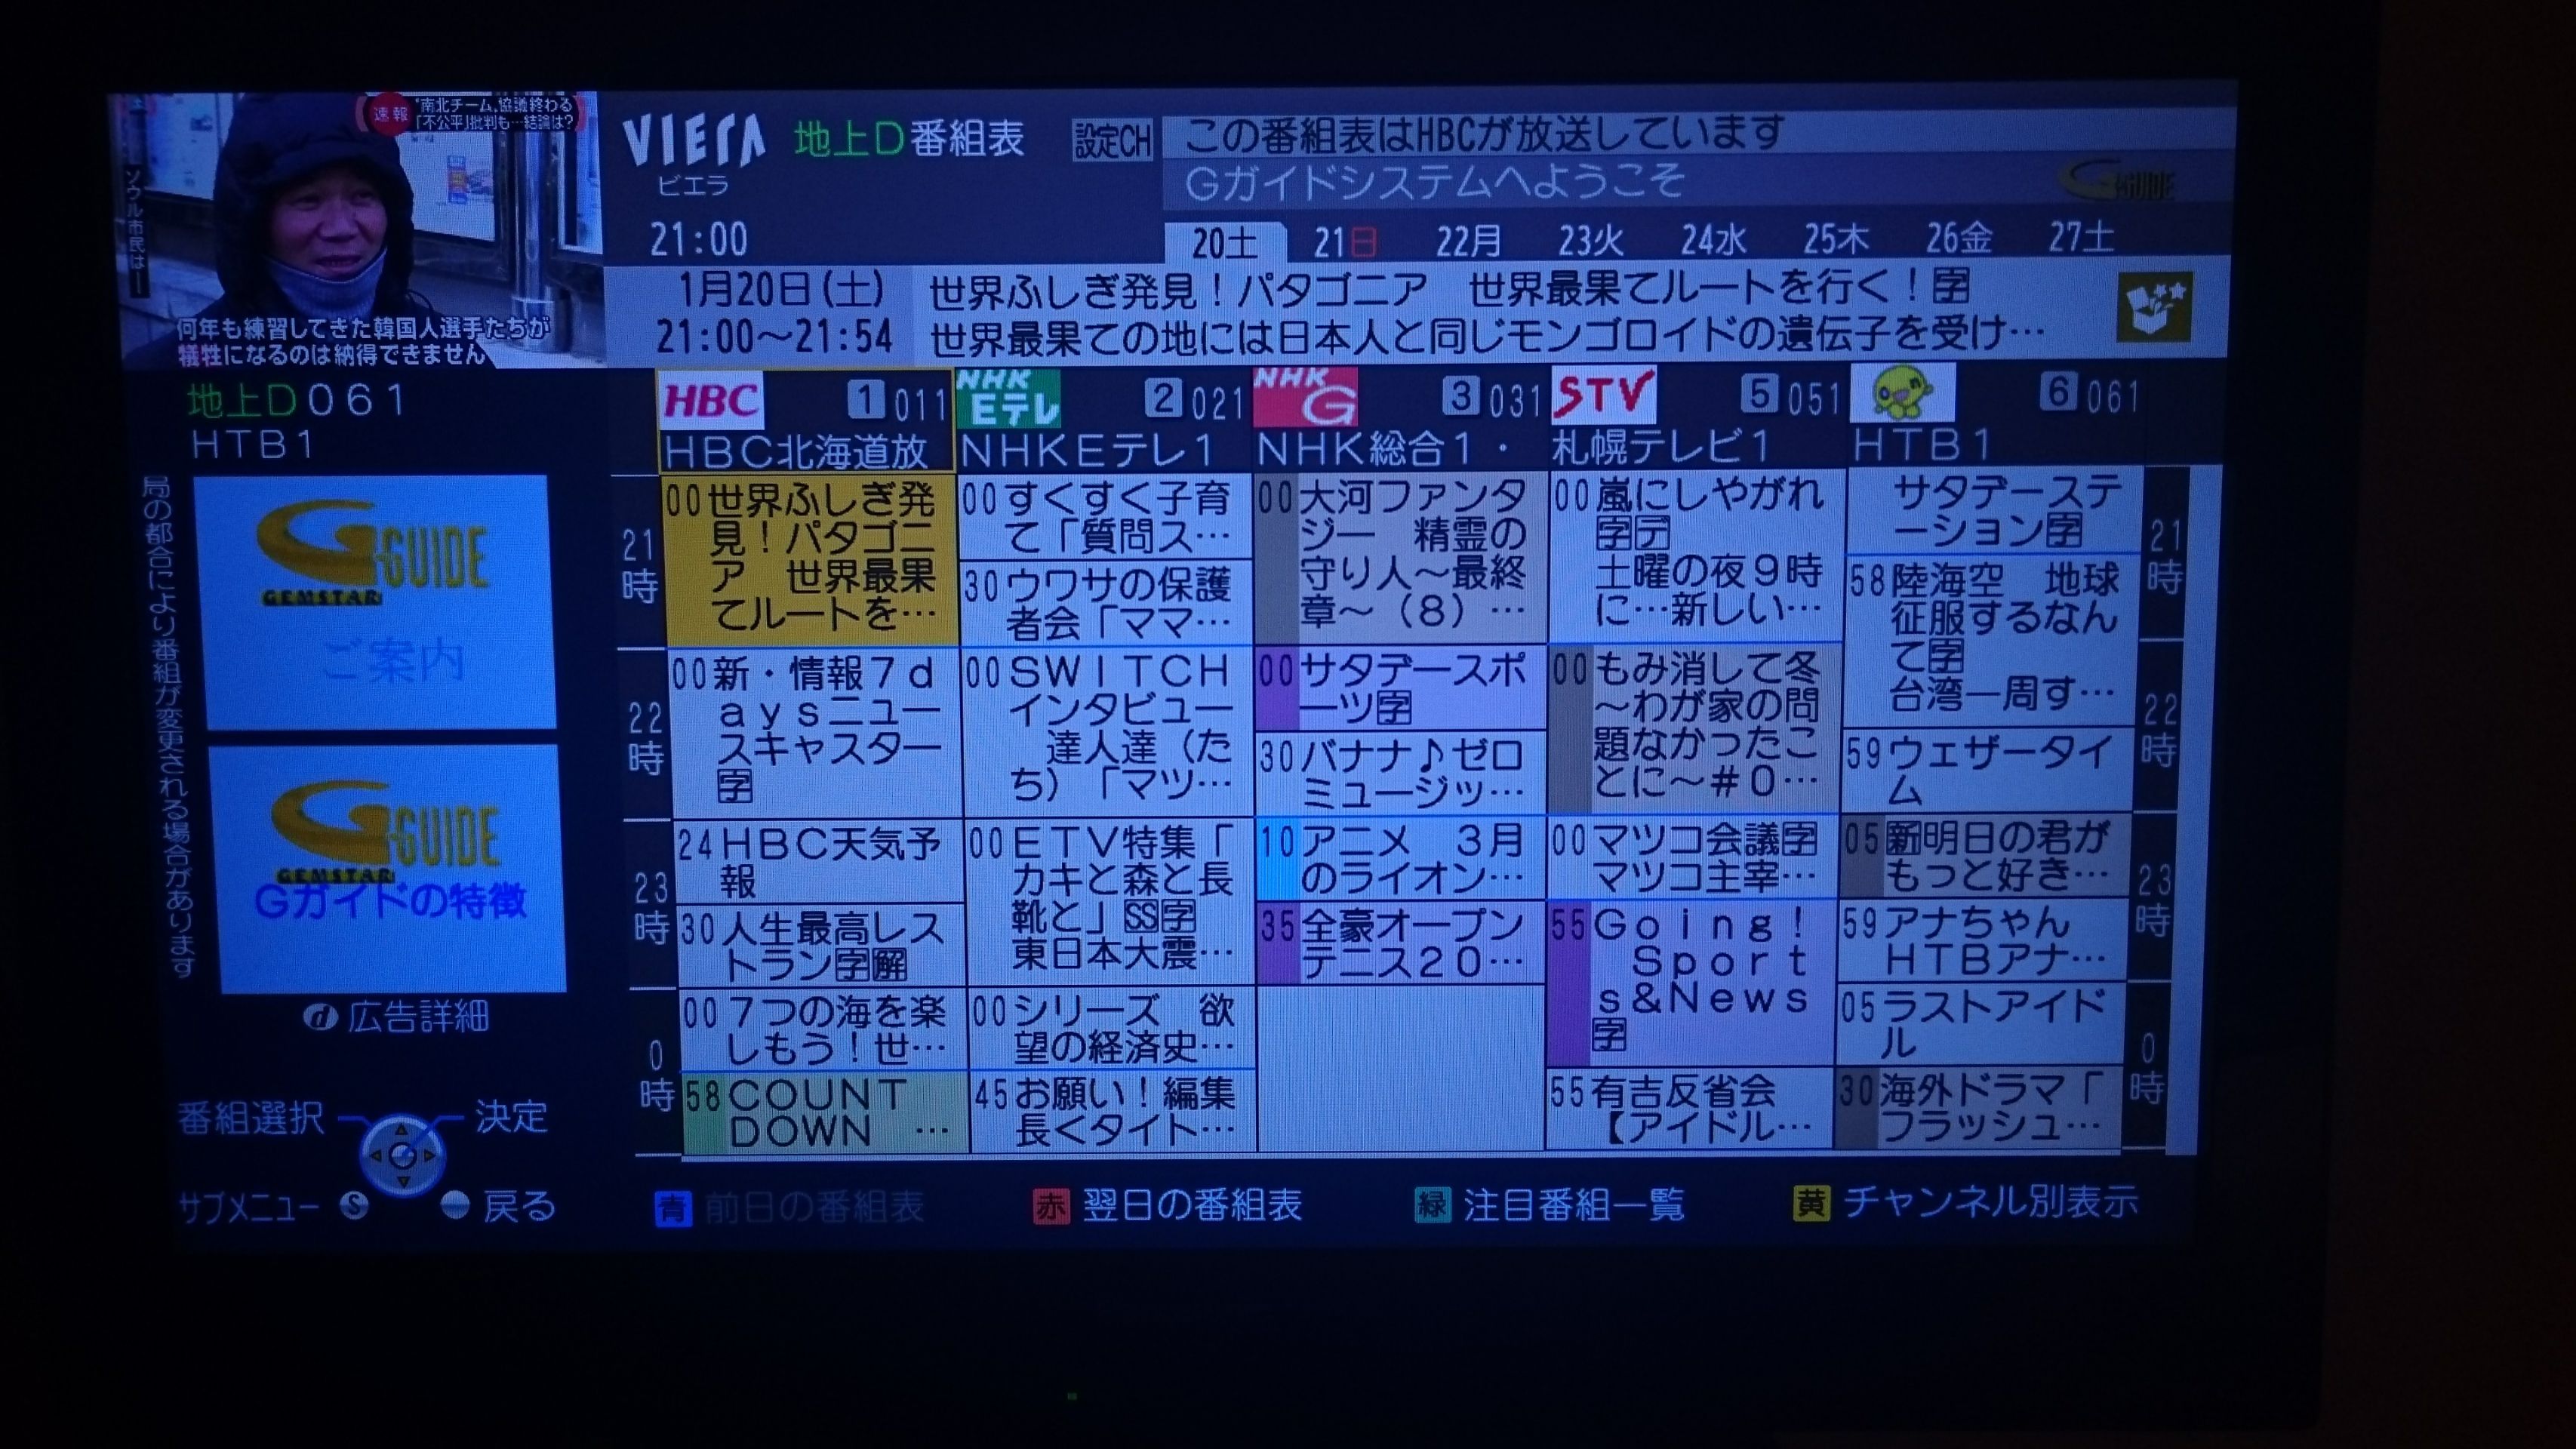 速報
"南北チーム"協議終わる
「不公平」批判も…結論は?
ソウル市民は―
何年も練習してきた韓国人選手たちが
犠牲になるのは納得できません
VIERA
ビエラ
地上D番組表
設定CH
この番組表はHBCが放送しています
Gガイドシステムへようこそ
G GUIDE
21:00
20土 21日 22月 23火 24水 25木 26金 27土
1月20日(土)
21:00～21:54
世界ふしぎ発見！パタゴニア 世界最果てルートを行く！字
世界最果ての地には日本人と同じモンゴロイドの遺伝子を受け…
地上D061
HTB1
局の都合により番組が変更される場合があります
G GUIDE
GEMSTAR
ご案内
G GUIDE
GEMSTAR
Gガイドの特徴
d 広告詳細
番組選択 決定
サブメニュー S 戻る
HBC 1 011
HBC北海道放
NHK Eテレ 2 021
NHKEテレ1
NHK G 3 031
NHK総合1・
STV 5 051
札幌テレビ1
6 061
HTB1
21時
22時
23時
0時
00世界ふしぎ発
見！パタゴニ
ア 世界最果
てルートを…
00新・情報7d
aysニュー
スキャスター
字
24HBC天気予
報
30人生最高レス
トラン字解
00 7つの海を楽
しもう！世…
58COUNT
DOWN …
00すくすく子育
て「質問ス…
30ウワサの保護
者会「ママ…
00SWITCH
インタビュー
達人達（た
ち）「マツ…
00ETV特集「
カキと森と長
靴と」SS字
東日本大震…
00シリーズ 欲
望の経済史…
45お願い！編集
長くタイト…
00大河ファンタ
ジー 精霊の
守り人～最終
章～（8）…
00サタデースポ
ーツ字
30バナナ♪ゼロ
ミュージッ…
10アニメ 3月
のライオン…
35全豪オープン
テニス20…
00嵐にしやがれ
字デ
土曜の夜9時
に…新しい…
00もみ消して冬
～わが家の問
題なかったこ
とに～#0…
00マツコ会議字
マツコ主宰…
55Going！
Sport
s&News
字
55有吉反省会
【アイドル…
サタデーステ
ーション字
58陸海空 地球
征服するなん
て字
台湾一周す…
59ウェザータイ
ム
05新明日の君が
もっと好き…
59アナちゃん
HTBアナ…
05ラストアイド
ル
30海外ドラマ「
フラッシュ…
21時
22時
23時
0時
青 前日の番組表
赤 翌日の番組表
緑 注目番組一覧
黄 チャンネル別表示